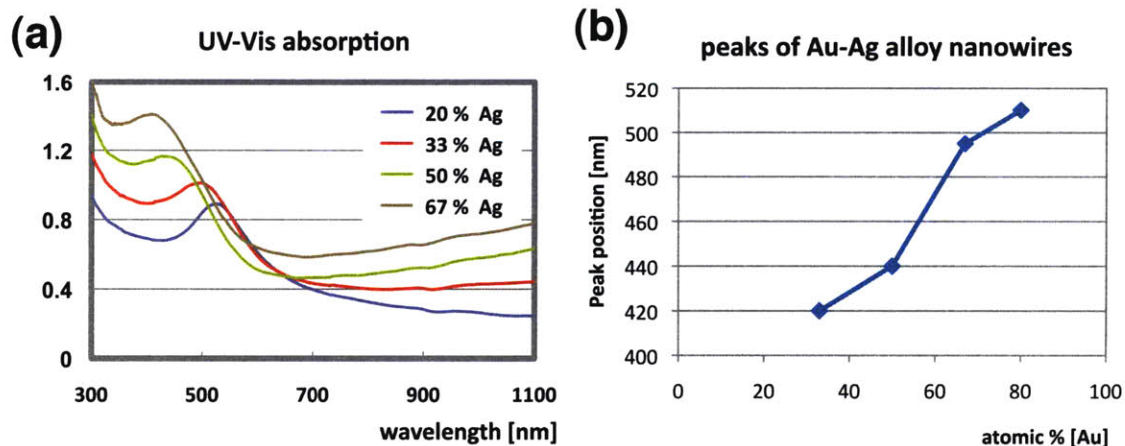 (a)
UV-Vis absorption
1.6
1.2
0.8
0.4
0
300 500 700 900 1100
wavelength [nm]
20 % Ag
33 % Ag
50 % Ag
67 % Ag
(b)
peaks of Au-Ag alloy nanowires
Peak position [nm]
520
500
480
460
440
420
400
0 20 40 60 80 100
atomic % [Au]